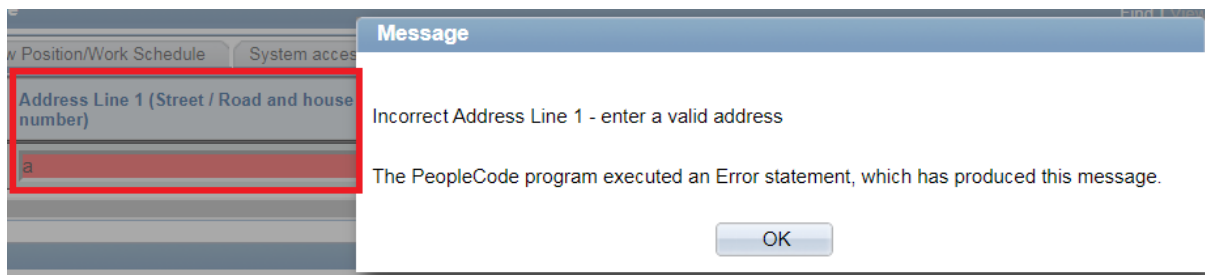 Find | View
Message
w Position/Work Schedule
System acces
Address Line 1 (Street / Road and house
number)
Incorrect Address Line 1 - enter a valid address
a
The PeopleCode program executed an Error statement, which has produced this message.
OK